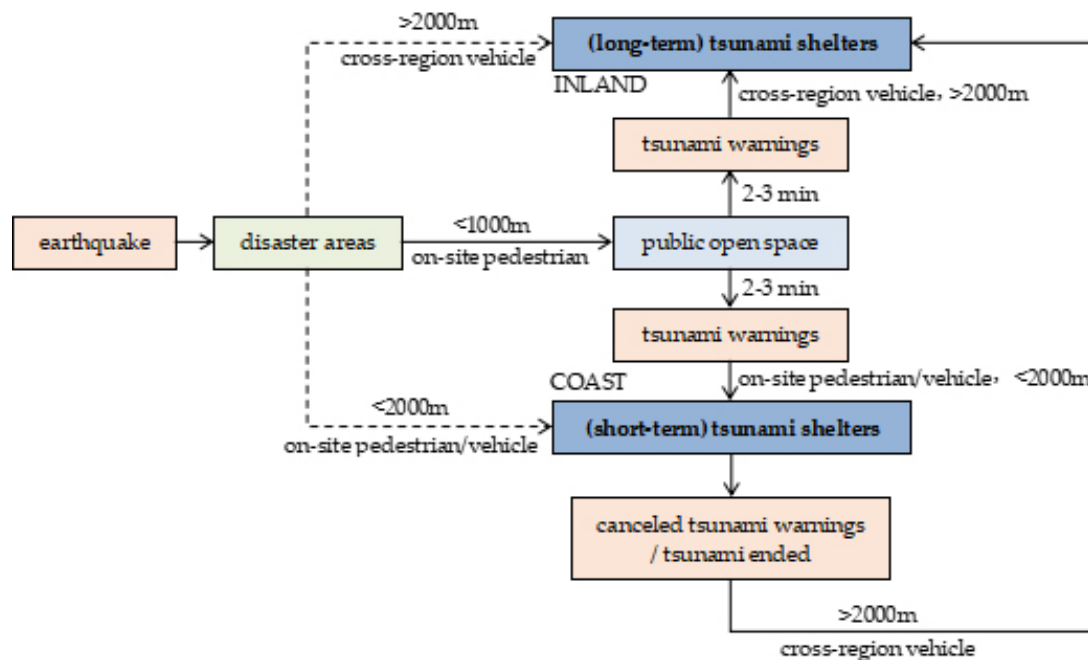 >2000m
cross-region vehicle
(long-term) tsunami shelters
INLAND
cross-region vehicle, >2000m
tsunami warnings
2-3 min
earthquake
disaster areas
<1000m
on-site pedestrian
public open space
2-3 min
tsunami warnings
COAST
on-site pedestrian/vehicle, <2000m
<2000m
on-site pedestrian/vehicle
(short-term) tsunami shelters
canceled tsunami warnings
/ tsunami ended
>2000m
cross-region vehicle